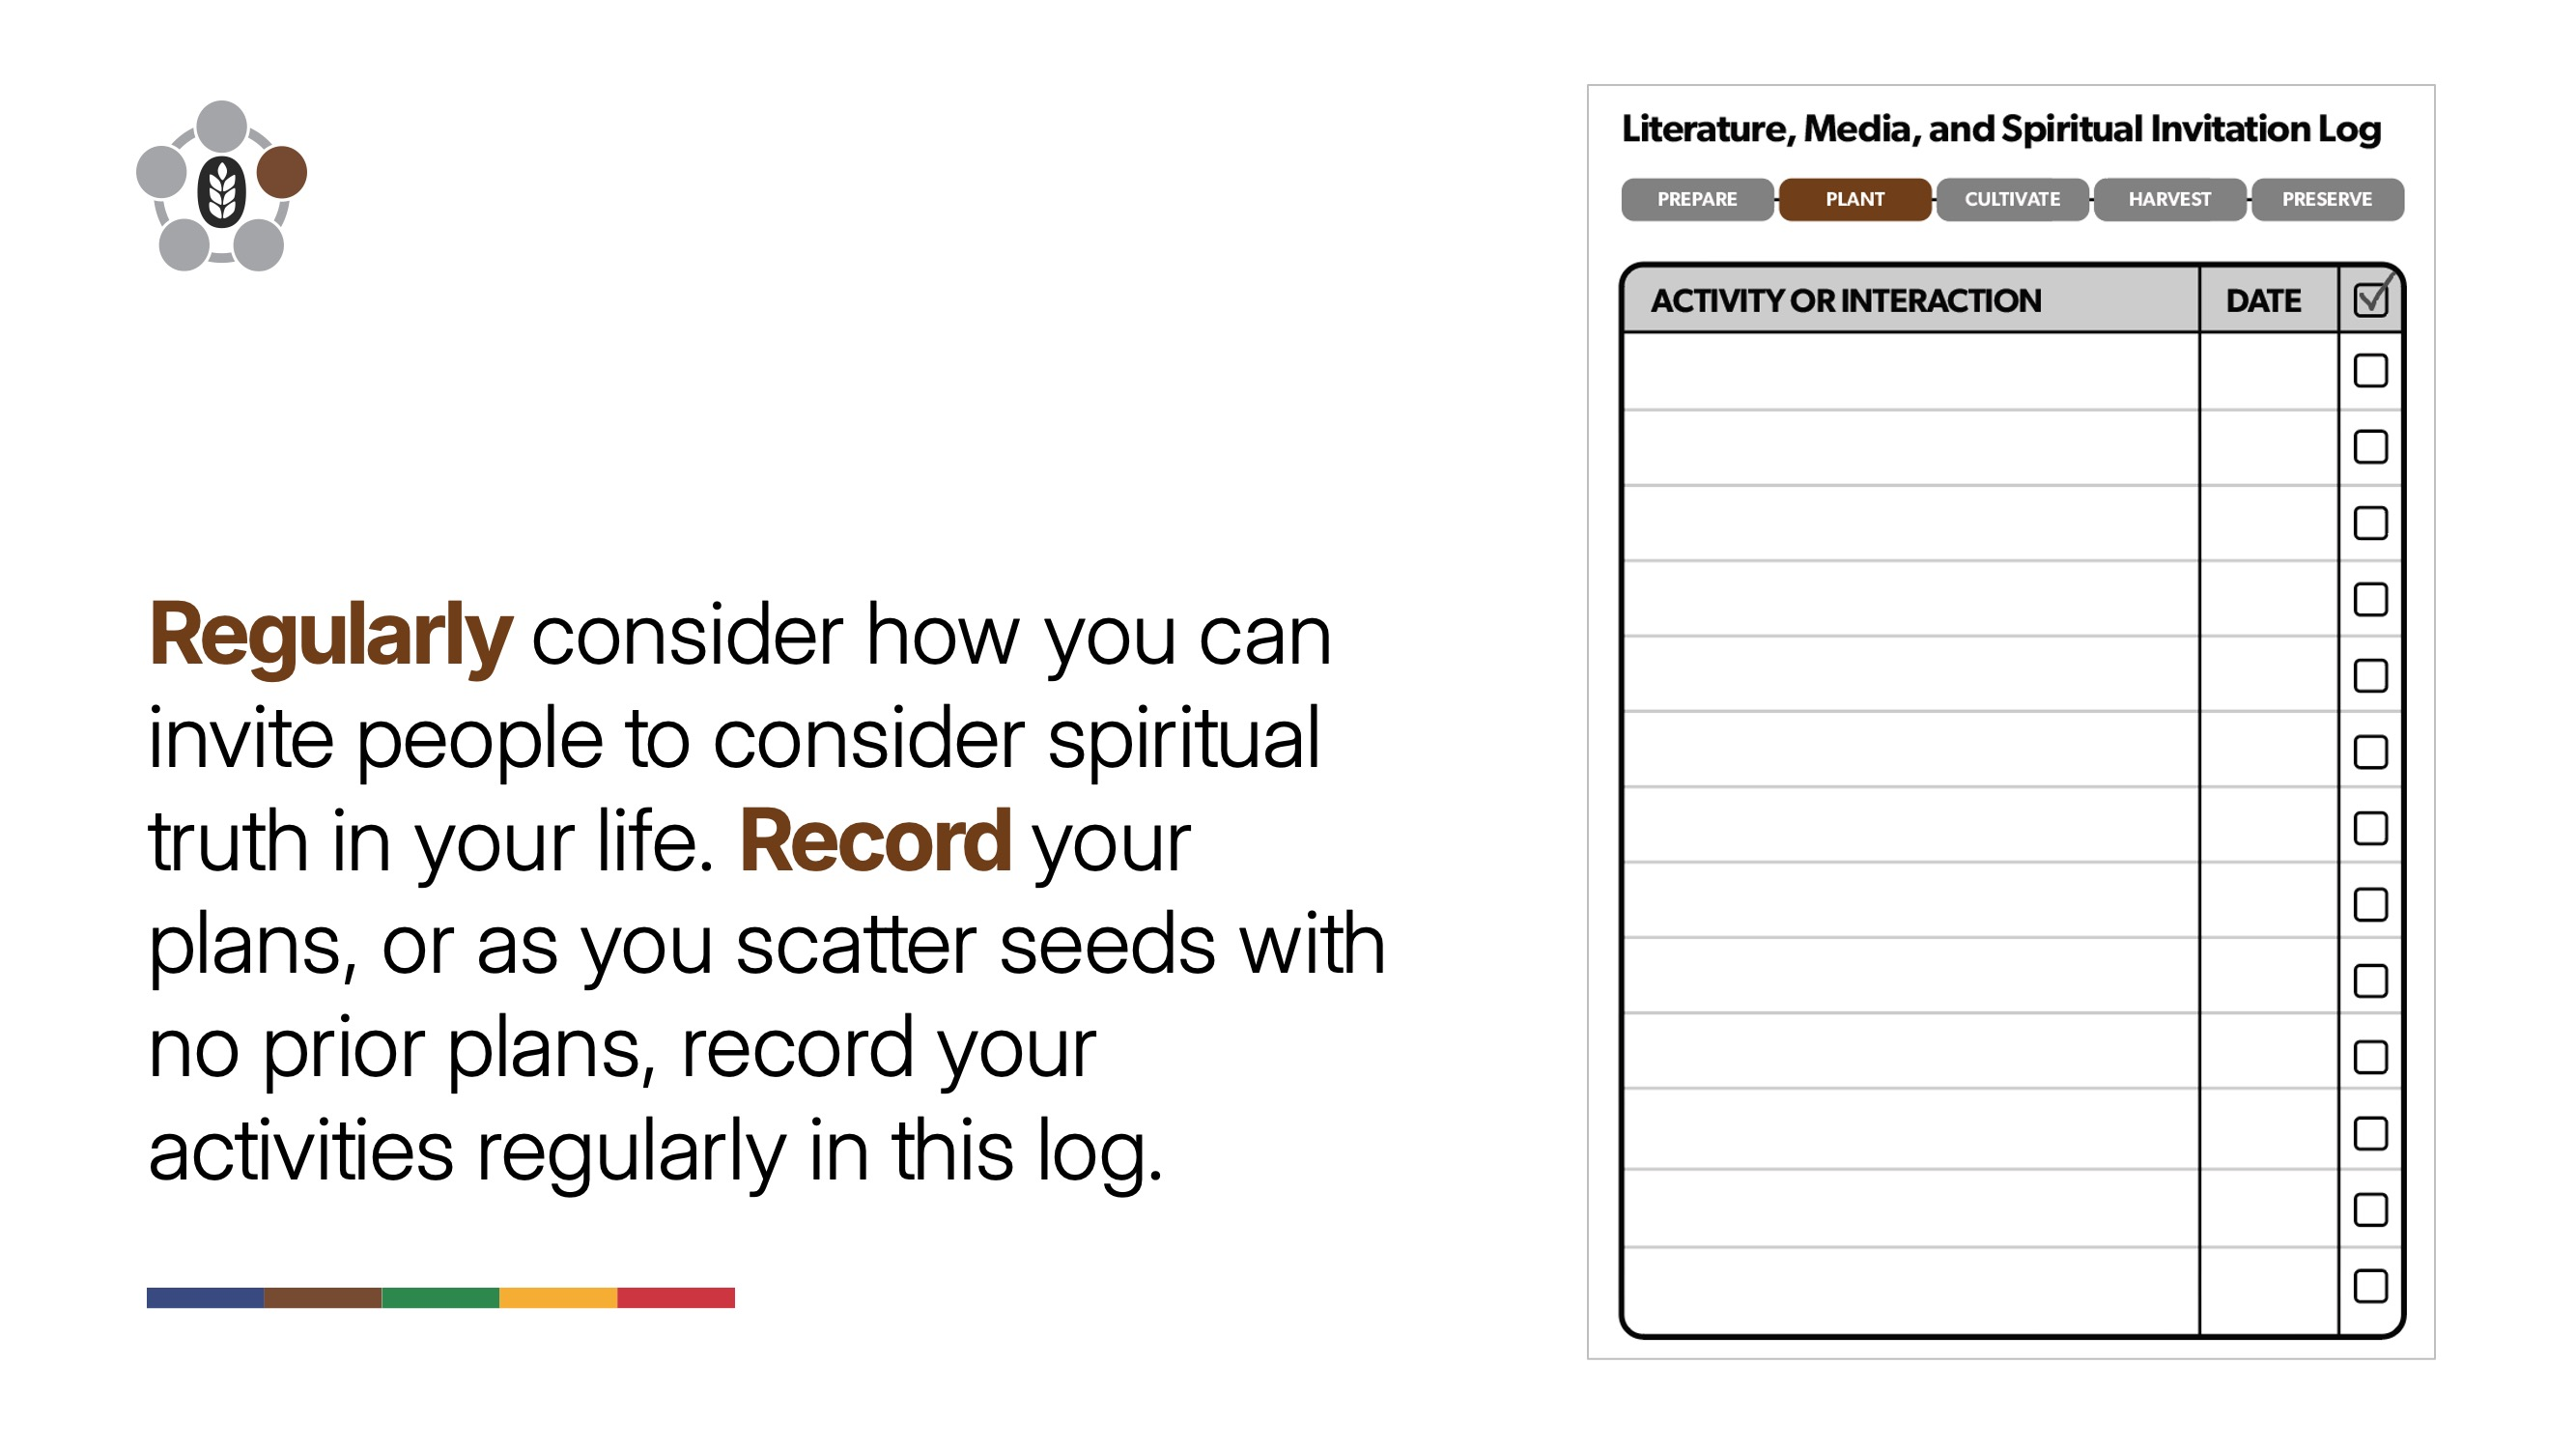 Regularly consider how you can
invite people to consider spiritual
truth in your life. Record your
plans, or as you scatter seeds with
no prior plans, record your
activities regularly in this log.
Literature, Media, and Spiritual Invitation Log
PREPARE PLANT CULTIVATE HARVEST PRESERVE
ACTIVITY OR INTERACTION DATE